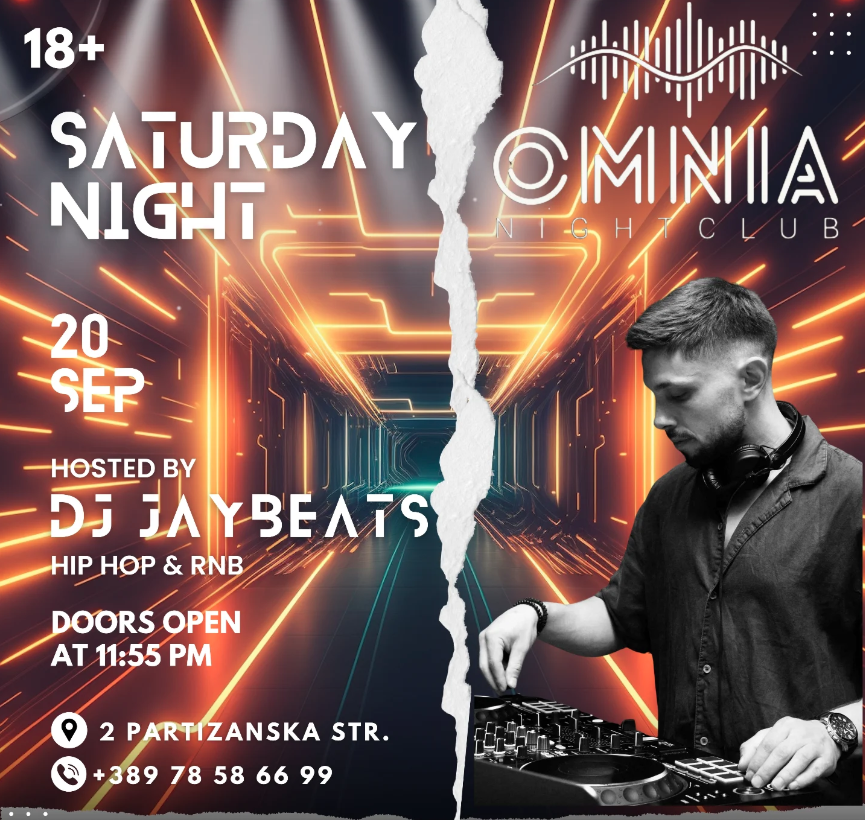 18+
SATURDAY
NIGHT
20
SEP
HOSTED BY
DJ JAYBEATS
HIP HOP & RNB
DOORS OPEN
AT 11:55 PM
2 PARTIZANSKA STR.
+389 78 58 66 99
OMNIA
NIGHTCLUB